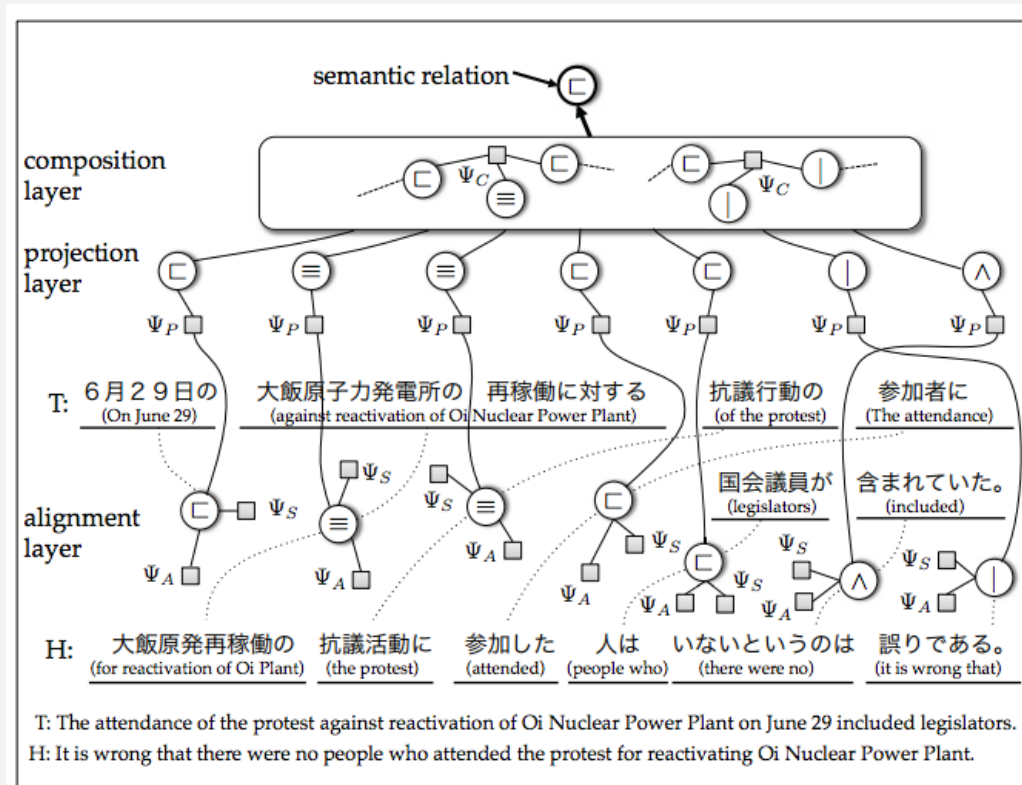 semantic relation
⊏
composition
layer
⊏ Ψ_C ≡ ⊏ ⊏ Ψ_C | |
projection
layer
⊏ ≡ ≡ ⊏ ⊏ | ∧
Ψ_P Ψ_P Ψ_P Ψ_P Ψ_P Ψ_P Ψ_P
T: 6月29日の 大飯原子力発電所の 再稼働に対する 抗議行動の 参加者に
(On June 29) (against reactivation of Oi Nuclear Power Plant) (of the protest) (The attendance)
国会議員が 含まれていた。
(legislators) (included)
alignment
layer
⊏ Ψ_S Ψ_A
≡ Ψ_S Ψ_A
≡ Ψ_S Ψ_A
⊏ Ψ_S Ψ_A
⊏ Ψ_A Ψ_S
∧ Ψ_S Ψ_A
| Ψ_S Ψ_A
H: 大飯原発再稼働の 抗議活動に 参加した 人は いないというのは 誤りである。
(for reactivation of Oi Plant) (the protest) (attended) (people who) (there were no) (it is wrong that)
T: The attendance of the protest against reactivation of Oi Nuclear Power Plant on June 29 included legislators.
H: It is wrong that there were no people who attended the protest for reactivating Oi Nuclear Power Plant.